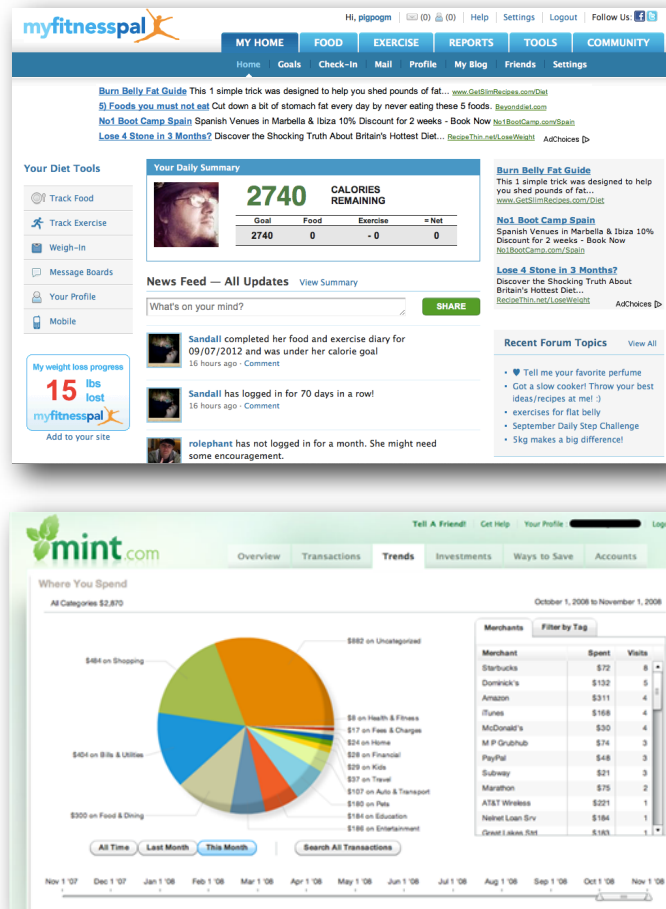 myfitnesspal
Hi, pigpogm (0) (0) Help Settings Logout Follow Us:
MY HOME FOOD EXERCISE REPORTS TOOLS COMMUNITY
Home Goals Check-In Mail Profile My Blog Friends Settings
Burn Belly Fat Guide This 1 simple trick was designed to help you shed pounds of fat... www.GetSlimRecipes.com/Diet
5) Foods you must not eat Cut down a bit of stomach fat every day by never eating these 5 foods. Beyonddiet.com
No1 Boot Camp Spain Spanish Venues in Marbella & Ibiza 10% Discount for 2 weeks - Book Now No1BootCamp.com/Spain
Lose 4 Stone in 3 Months? Discover the Shocking Truth About Britain's Hottest Diet... RecipeThin.net/LoseWeight AdChoices
Your Diet Tools
Track Food
Track Exercise
Weigh-In
Message Boards
Your Profile
Mobile
My weight loss progress
15 lbs
lost
myfitnesspal
Add to your site
Your Daily Summary
2740 CALORIES
REMAINING
Goal Food Exercise = Net
2740 0 - 0 0
News Feed — All Updates View Summary
What's on your mind? SHARE
Sandall completed her food and exercise diary for
09/07/2012 and was under her calorie goal
16 hours ago · Comment
Sandall has logged in for 70 days in a row!
16 hours ago · Comment
rolephant has not logged in for a month. She might need
some encouragement.
Burn Belly Fat Guide
This 1 simple trick was designed to help
you shed pounds of fat...
www.GetSlimRecipes.com/Diet
No1 Boot Camp Spain
Spanish Venues in Marbella & Ibiza 10%
Discount for 2 weeks - Book Now
No1BootCamp.com/Spain
Lose 4 Stone in 3 Months?
Discover the Shocking Truth About
Britain's Hottest Diet...
RecipeThin.net/LoseWeight AdChoices
Recent Forum Topics View All
Tell me your favorite perfume
Got a slow cooker! Throw your best
ideas/recipes at me! :)
exercises for flat belly
September Daily Step Challenge
5kg makes a big difference!
mint.com
Tell A Friend! Get Help Your Profile
Overview Transactions Trends Investments Ways to Save Accounts
Where You Spend
All Categories $2,870
October 1, 2008 to November 1, 2008
$882 on Uncategorized
$484 on Shopping
$404 on Bills & Utilities
$300 on Food & Dining
$8 on Health & Fitness
$17 on Fees & Charges
$24 on Home
$28 on Financial
$29 on Kids
$37 on Travel
$107 on Auto & Transport
$180 on Pets
$184 on Education
$186 on Entertainment
Merchants Filter by Tag
Merchant Spent Visits
Starbucks $72 8
Dominick's $132 5
Amazon $311 4
iTunes $168 4
McDonald's $30 4
M P Grubhub $74 3
PayPal $48 3
Subway $21 3
Marathon $75 2
AT&T Wireless $221 1
Nelnet Loan Srv $184 1
Great Lakes Std $183 1
All Time Last Month This Month Search All Transactions
Nov 1 '07 Dec 1 '07 Jan 1 '08 Feb 1 '08 Mar 1 '08 Apr 1 '08 May 1 '08 Jun 1 '08 Jul 1 '08 Aug 1 '08 Sep 1 '08 Oct 1 '08 Nov 1 '08